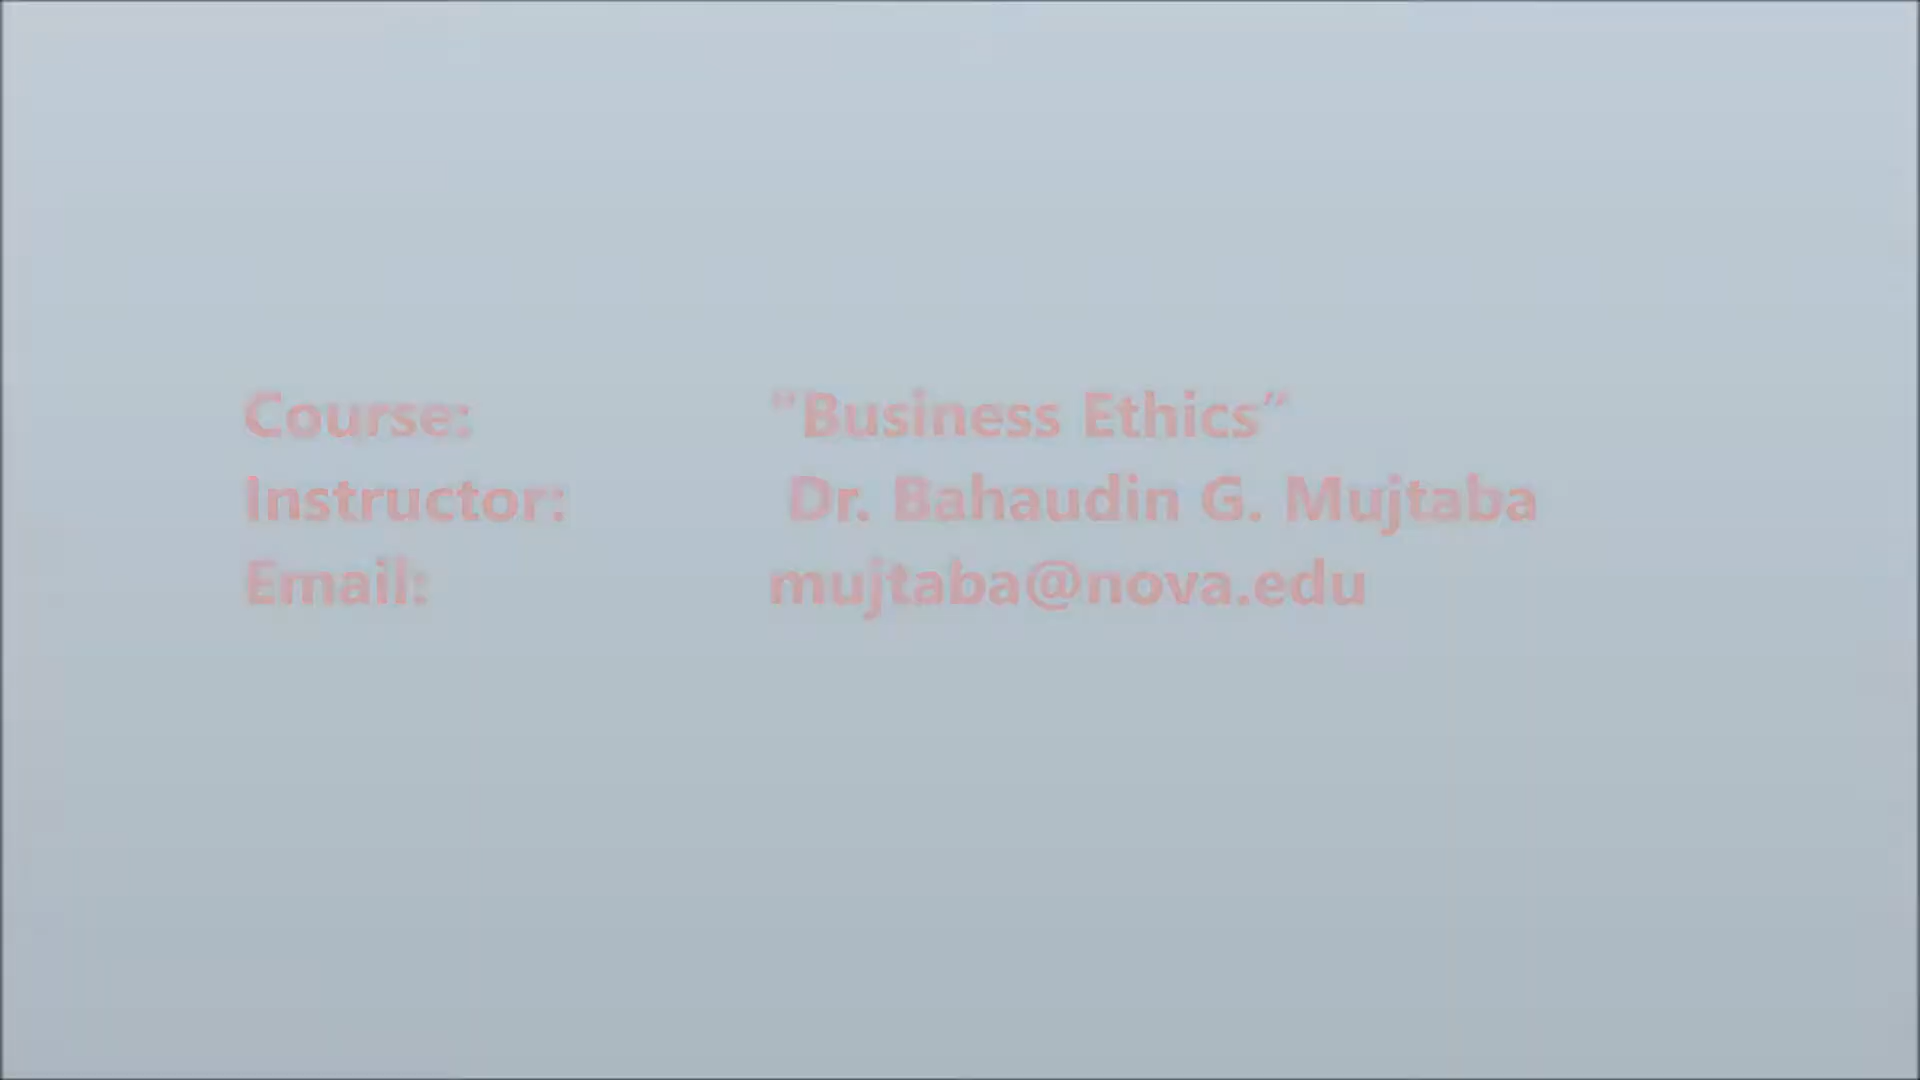 Course: "Business Ethics”
Instructor: Dr. Bahaudin G. Mujtaba
Email: mujtaba@nova.edu